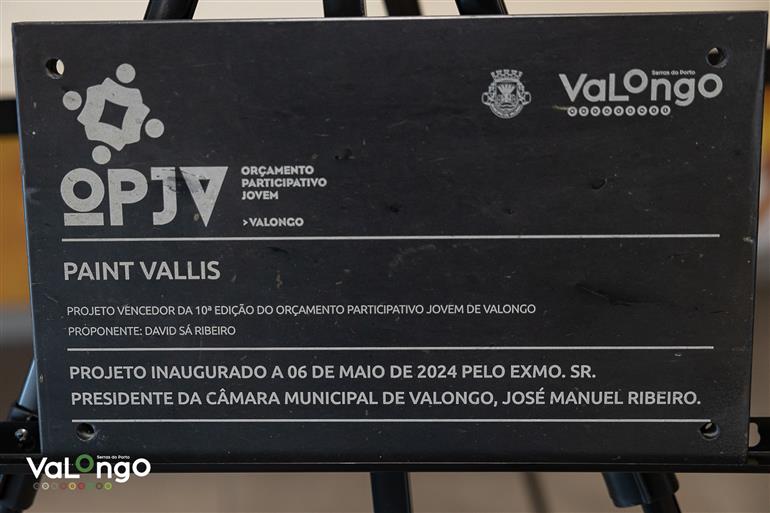 Serras do Porto
VaLongo
OPJV
ORÇAMENTO
PARTICIPATIVO
JOVEM
>VALONGO
PAINT VALLIS
PROJETO VENCEDOR DA 10ª EDIÇÃO DO ORÇAMENTO PARTICIPATIVO JOVEM DE VALONGO
PROPONENTE: DAVID SÁ RIBEIRO
PROJETO INAUGURADO A 06 DE MAIO DE 2024 PELO EXMO. SR.
PRESIDENTE DA CÂMARA MUNICIPAL DE VALONGO, JOSÉ MANUEL RIBEIRO.
Serras do Porto
VaLongo